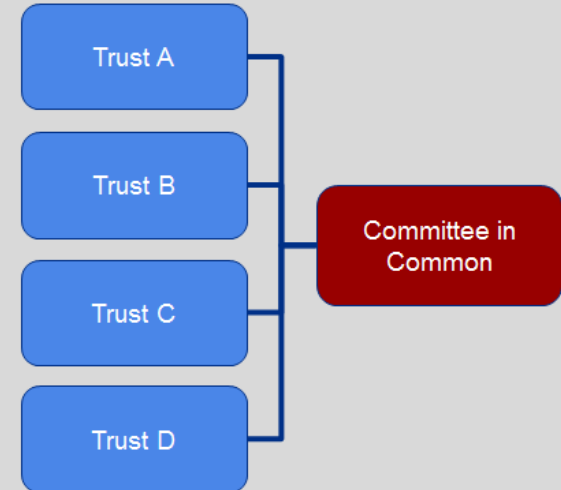 Trust A
Trust B
Committee in
Common
Trust C
Trust D